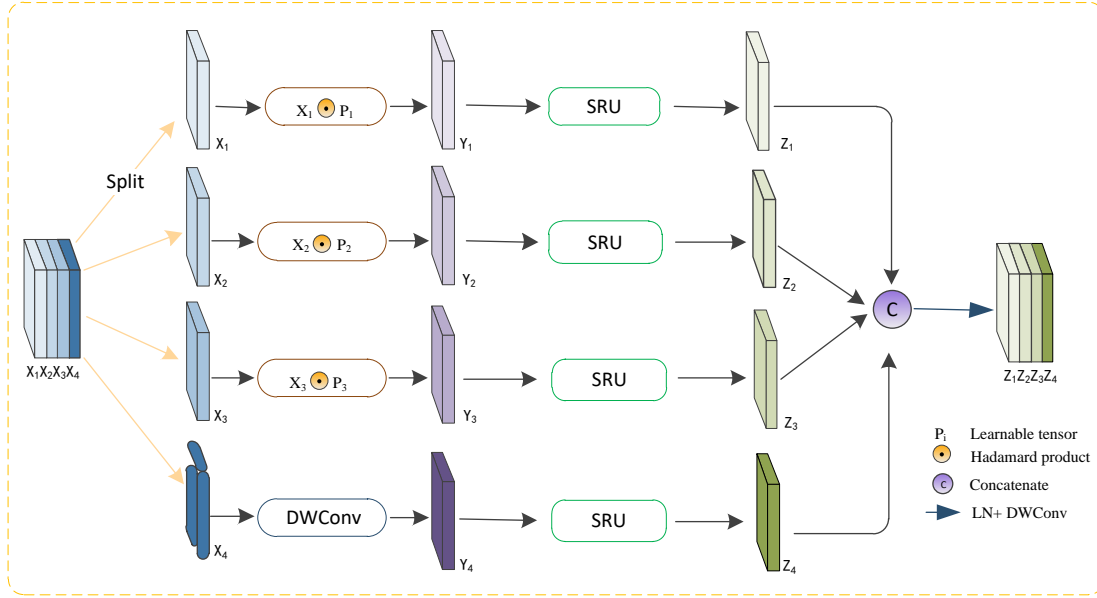 X₁ ⊙ P₁
SRU
X₁
Y₁
Z₁
Split
X₂ ⊙ P₂
SRU
X₂
Y₂
Z₂
C
X₁X₂X₃X₄
Z₁Z₂Z₃Z₄
X₃ ⊙ P₃
SRU
X₃
Y₃
Z₃
Pᵢ Learnable tensor
Hadamard product
C Concatenate
LN+ DWConv
DWConv
SRU
X₄
Y₄
Z₄